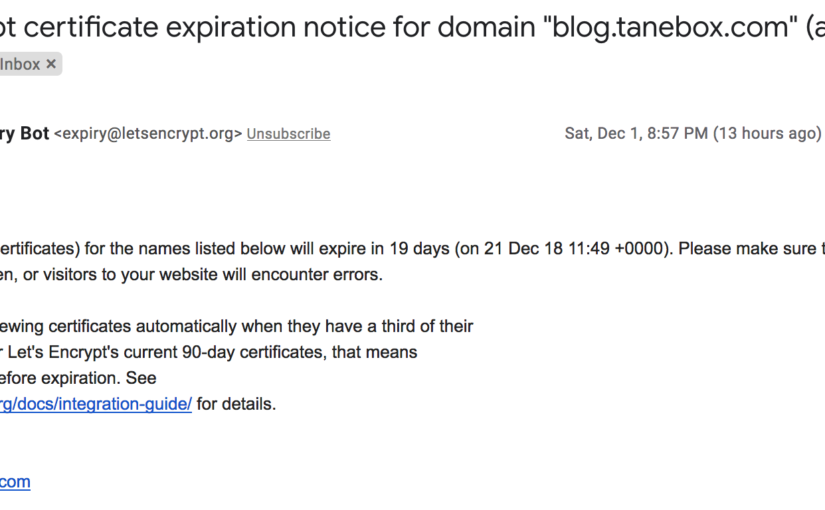 ot certificate expiration notice for domain "blog.tanebox.com" (a
Inbox ×
ry Bot <expiry@letsencrypt.org> Unsubscribe Sat, Dec 1, 8:57 PM (13 hours ago)
ertificates) for the names listed below will expire in 19 days (on 21 Dec 18 11:49 +0000). Please make sure t
en, or visitors to your website will encounter errors.
ewing certificates automatically when they have a third of their
r Let's Encrypt's current 90-day certificates, that means
efore expiration. See
rg/docs/integration-guide/ for details.
com